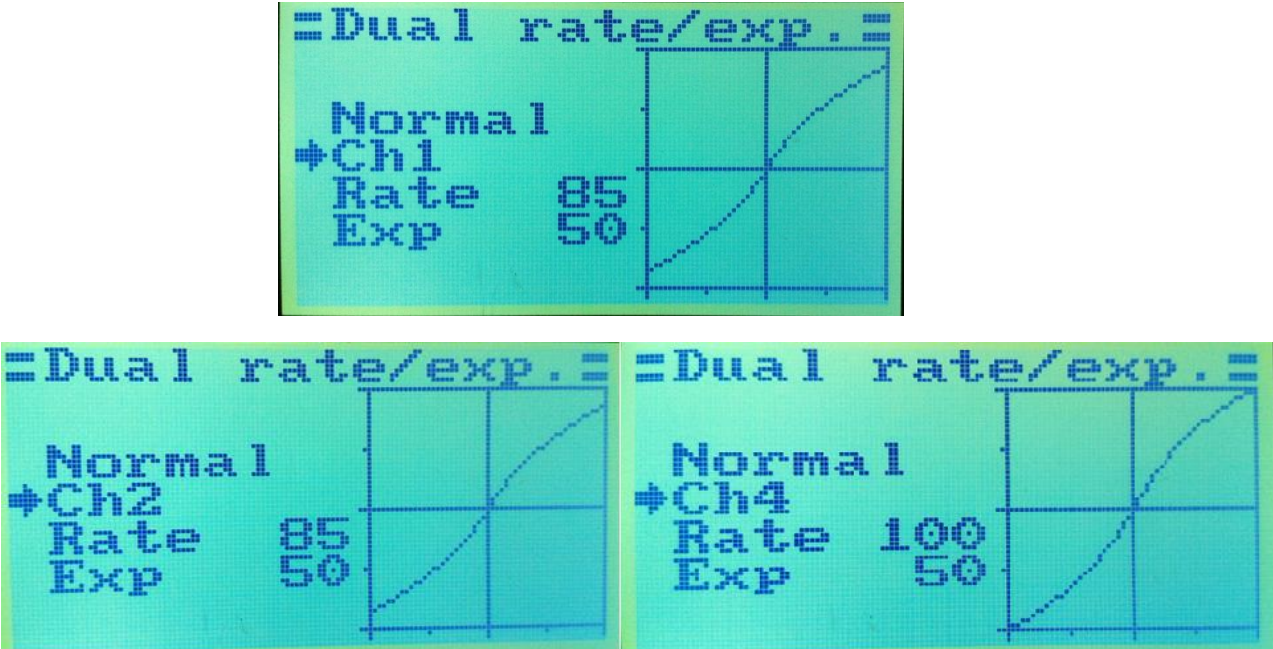 =Dual rate/exp.=
Normal
Ch1
Rate 85
Exp 50
=Dual rate/exp.=
Normal
Ch2
Rate 85
Exp 50
=Dual rate/exp.=
Normal
Ch4
Rate 100
Exp 50